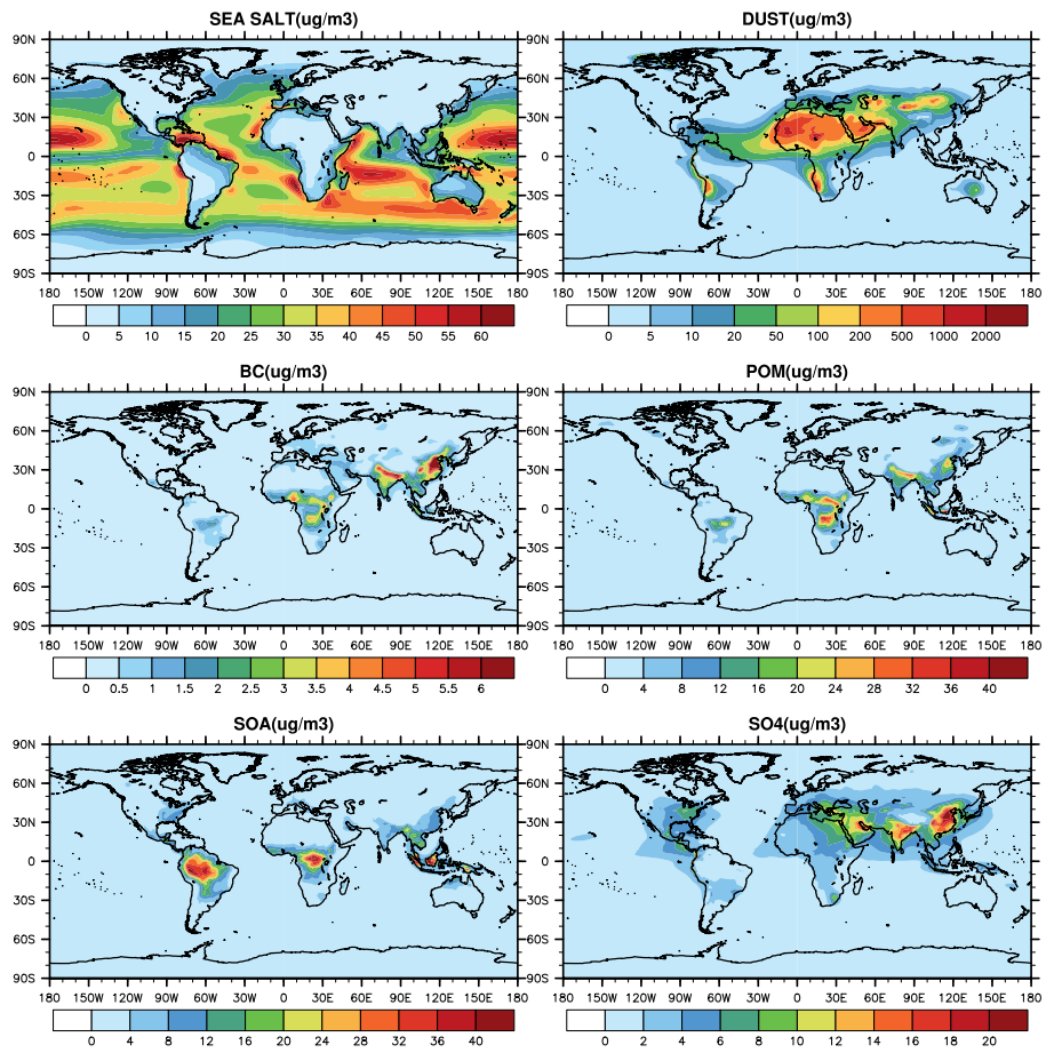 SEA SALT(ug/m3)
90N
60N
30N
0
30S
60S
90S
180 150W 120W 90W 60W 30W 0 30E 60E 90E 120E 150E 180
0 5 10 15 20 25 30 35 40 45 50 55 60
DUST(ug/m3)
90N
60N
30N
0
30S
60S
90S
180 150W 120W 90W 60W 30W 0 30E 60E 90E 120E 150E 180
0 5 10 20 50 100 200 500 1000 2000
BC(ug/m3)
90N
60N
30N
0
30S
60S
90S
180 150W 120W 90W 60W 30W 0 30E 60E 90E 120E 150E 180
0 0.5 1 1.5 2 2.5 3 3.5 4 4.5 5 5.5 6
POM(ug/m3)
90N
60N
30N
0
30S
60S
90S
180 150W 120W 90W 60W 30W 0 30E 60E 90E 120E 150E 180
0 4 8 12 16 20 24 28 32 36 40
SOA(ug/m3)
90N
60N
30N
0
30S
60S
90S
180 150W 120W 90W 60W 30W 0 30E 60E 90E 120E 150E 180
0 4 8 12 16 20 24 28 32 36 40
SO4(ug/m3)
90N
60N
30N
0
30S
60S
90S
180 150W 120W 90W 60W 30W 0 30E 60E 90E 120E 150E 180
0 2 4 6 8 10 12 14 16 18 20